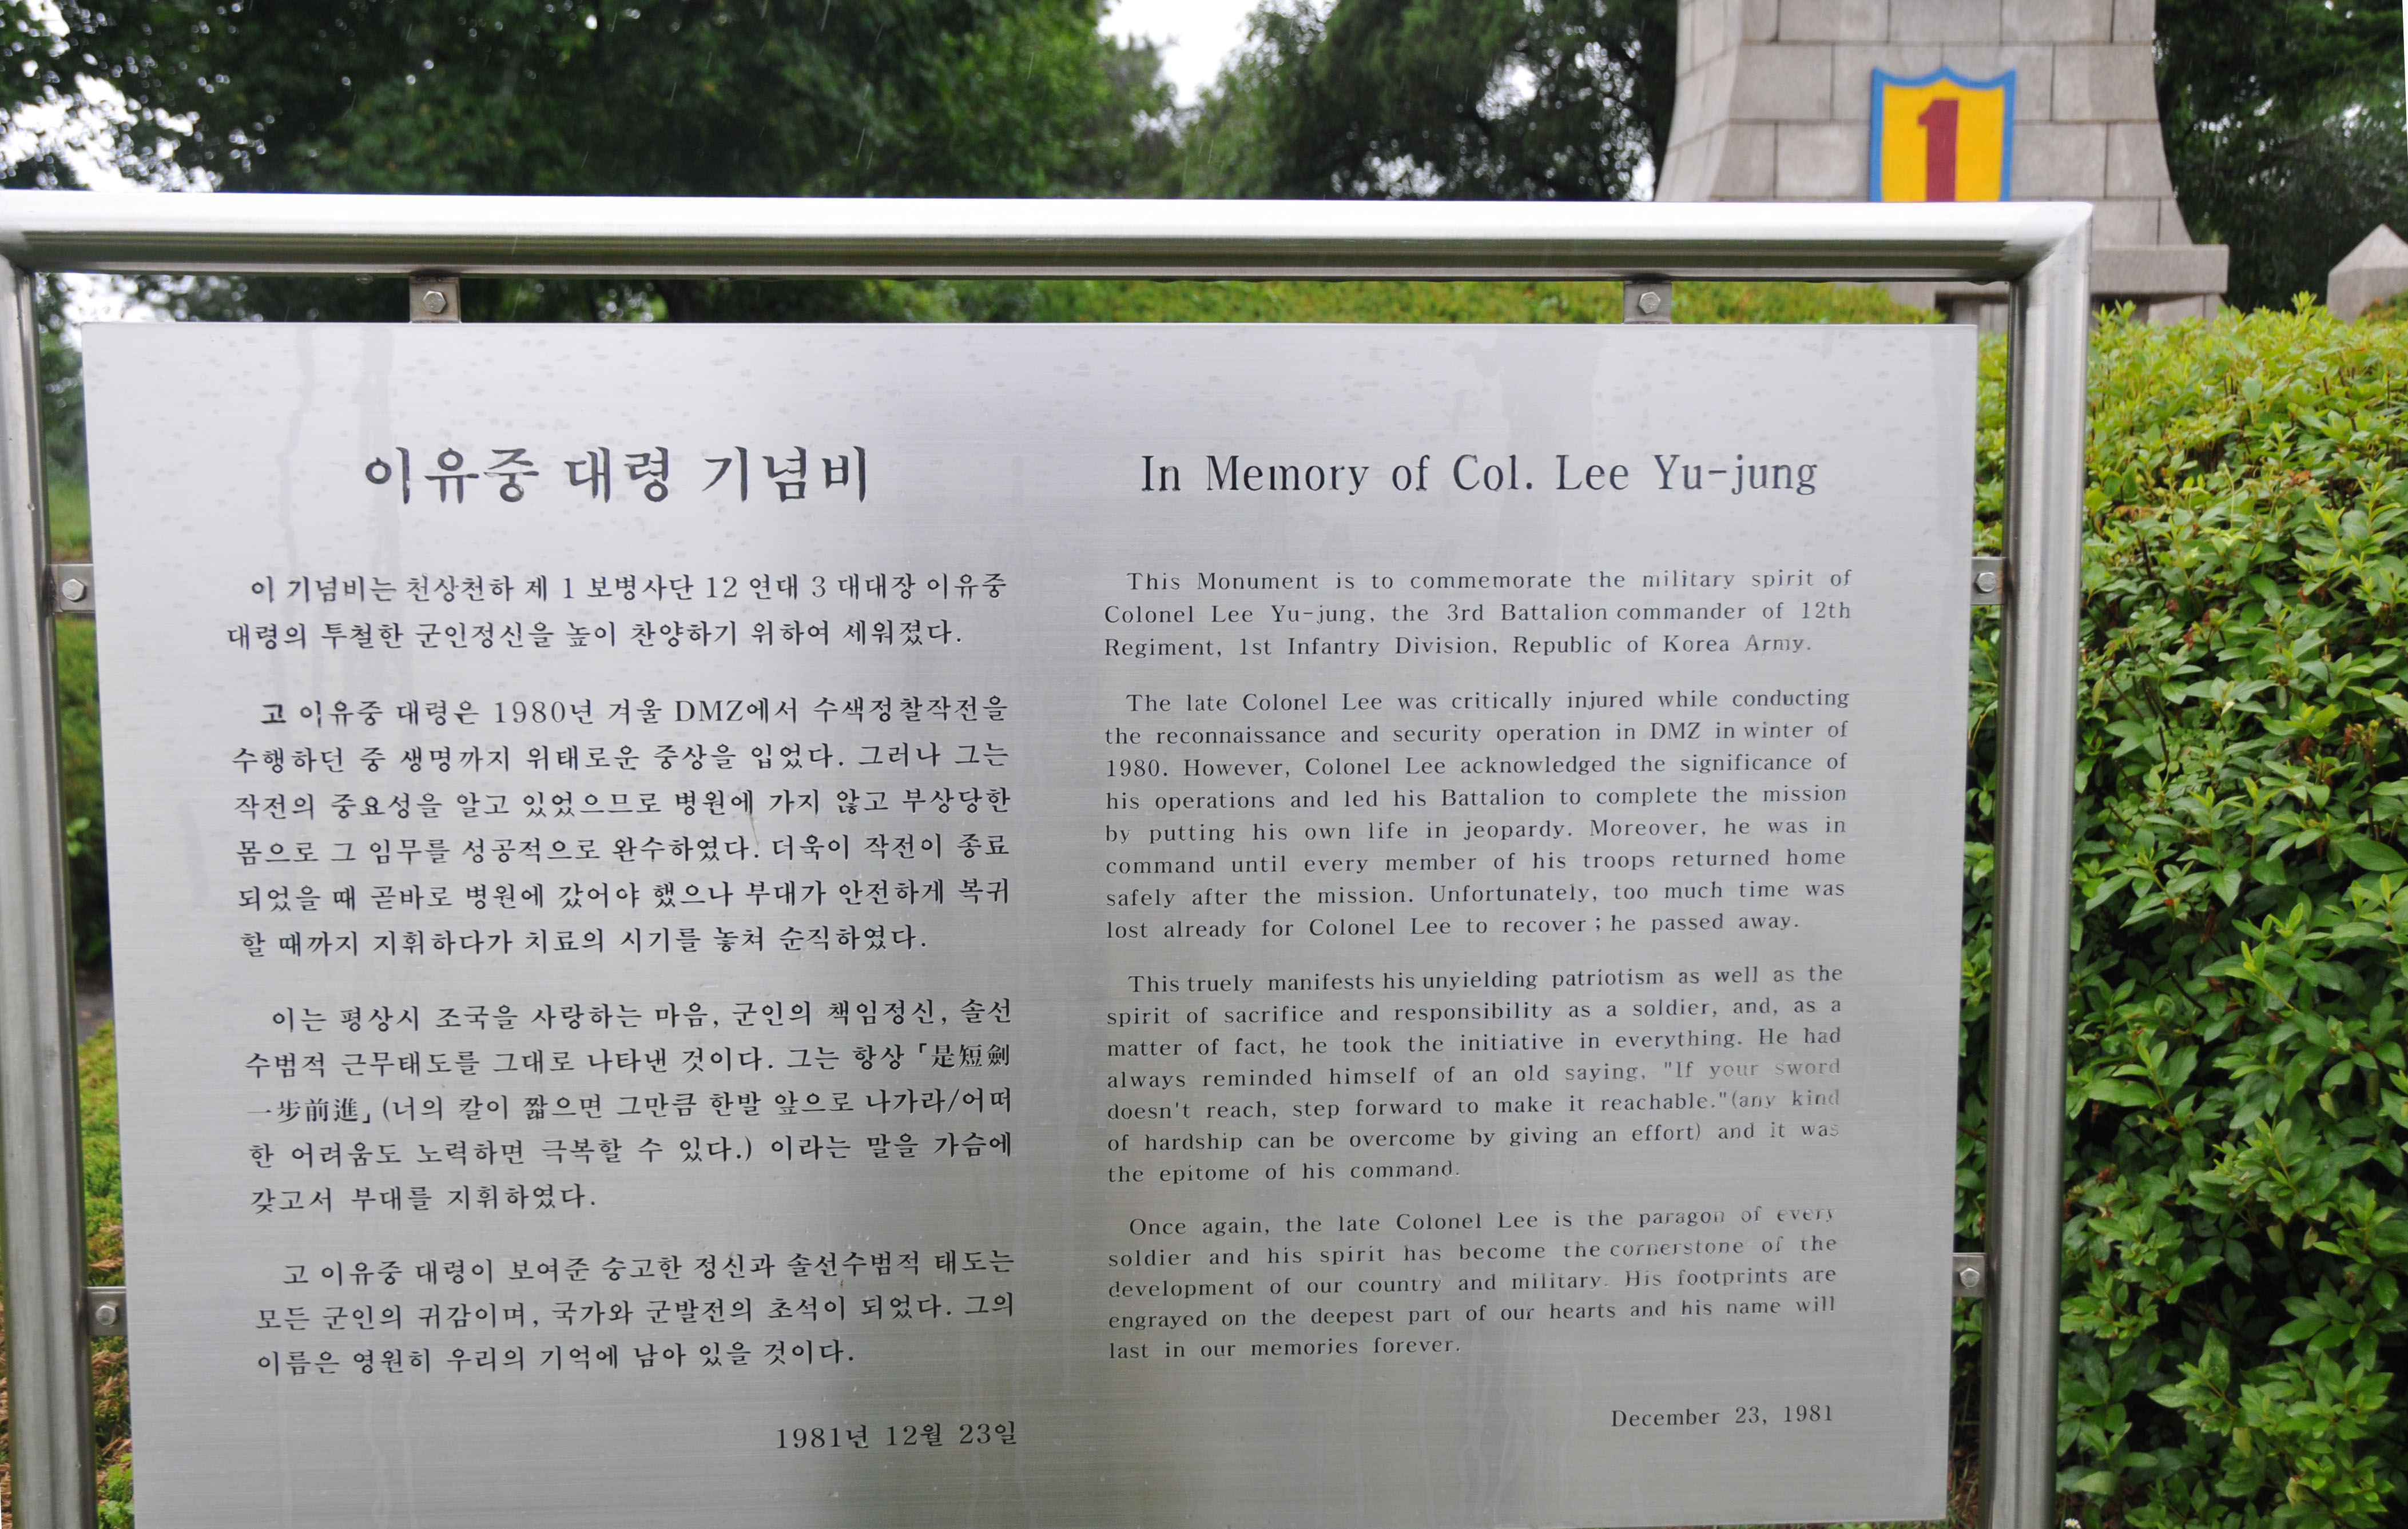 1
이유중 대령 기념비
이 기념비는 천상천하 제 1 보병사단 12 연대 3 대대장 이유중
대령의 투철한 군인정신을 높이 찬양하기 위하여 세워졌다.
고 이유중 대령은 1980년 겨울 DMZ에서 수색정찰작전을
수행하던 중 생명까지 위태로운 중상을 입었다. 그러나 그는
작전의 중요성을 알고 있었으므로 병원에 가지 않고 부상당한
몸으로 그 임무를 성공적으로 완수하였다. 더욱이 작전이 종료
되었을 때 곧바로 병원에 갔어야 했으나 부대가 안전하게 복귀
할 때까지 지휘하다가 치료의 시기를 놓쳐 순직하였다.
이는 평상시 조국을 사랑하는 마음, 군인의 책임정신, 솔선
수범적 근무태도를 그대로 나타낸 것이다. 그는 항상 「是短劍
一步前進」(너의 칼이 짧으면 그만큼 한발 앞으로 나가라/어떠
한 어려움도 노력하면 극복할 수 있다.) 이라는 말을 가슴에
갖고서 부대를 지휘하였다.
고 이유중 대령이 보여준 숭고한 정신과 솔선수범적 태도는
모든 군인의 귀감이며, 국가와 군발전의 초석이 되었다. 그의
이름은 영원히 우리의 기억에 남아 있을 것이다.
1981년 12월 23일
In Memory of Col. Lee Yu-jung
This Monument is to commemorate the military spirit of
Colonel Lee Yu-jung, the 3rd Battalion commander of 12th
Regiment, 1st Infantry Division, Republic of Korea Army.
The late Colonel Lee was critically injured while conducting
the reconnaissance and security operation in DMZ in winter of
1980. However, Colonel Lee acknowledged the significance of
his operations and led his Battalion to complete the mission
by putting his own life in jeopardy. Moreover, he was in
command until every member of his troops returned home
safely after the mission. Unfortunately, too much time was
lost already for Colonel Lee to recover ; he passed away.
This truely manifests his unyielding patriotism as well as the
spirit of sacrifice and responsibility as a soldier, and, as a
matter of fact, he took the initiative in everything. He had
always reminded himself of an old saying, "If your sword
doesn't reach, step forward to make it reachable."(any kind
of hardship can be overcome by giving an effort) and it was
the epitome of his command.
Once again, the late Colonel Lee is the paragon of every
soldier and his spirit has become the cornerstone of the
development of our country and military. His footprints are
engrayed on the deepest part of our hearts and his name will
last in our memories forever.
December 23, 1981